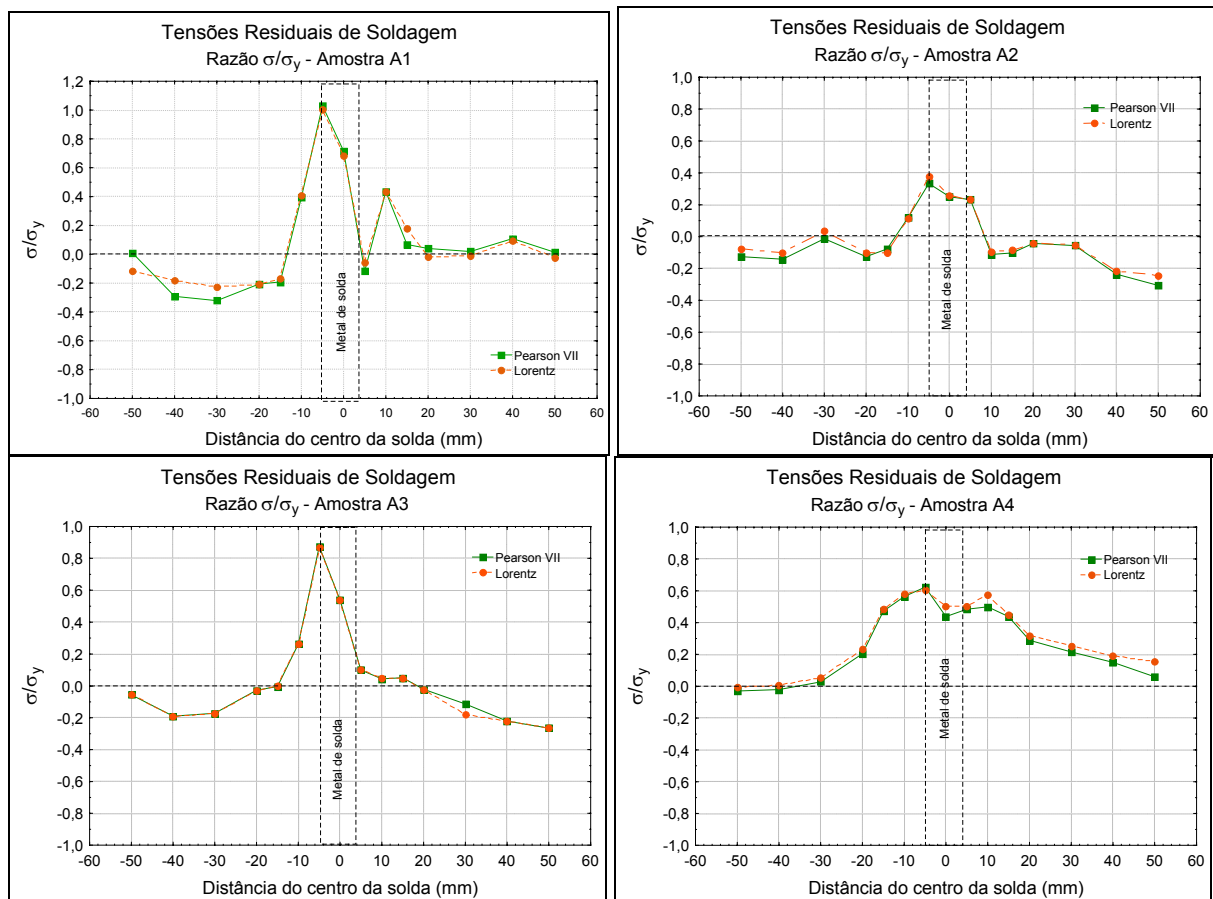 Tensões Residuais de Soldagem
Razão σ/σy - Amostra A1
1,2
1,0
0,8
0,6
0,4
0,2
0,0
-0,2
-0,4
-0,6
-0,8
-1,0
σ/σy
Metal de solda
Pearson VII
Lorentz
-60 -50 -40 -30 -20 -10 0 10 20 30 40 50 60
Distância do centro da solda (mm)
Tensões Residuais de Soldagem
Razão σ/σy - Amostra A2
1,0
0,8
0,6
0,4
0,2
0,0
-0,2
-0,4
-0,6
-0,8
-1,0
σ/σy
Pearson VII
Lorentz
Metal de solda
-60 -50 -40 -30 -20 -10 0 10 20 30 40 50 60
Distância do centro da solda (mm)
Tensões Residuais de Soldagem
Razão σ/σy - Amostra A3
1,0
0,8
0,6
0,4
0,2
0,0
-0,2
-0,4
-0,6
-0,8
-1,0
σ/σy
Pearson VII
Lorentz
Metal de solda
-60 -50 -40 -30 -20 -10 0 10 20 30 40 50 60
Distância do centro da solda (mm)
Tensões Residuais de Soldagem
Razão σ/σy - Amostra A4
1,0
0,8
0,6
0,4
0,2
0,0
-0,2
-0,4
-0,6
-0,8
-1,0
σ/σy
Pearson VII
Lorentz
Metal de solda
-60 -50 -40 -30 -20 -10 0 10 20 30 40 50 60
Distância do centro da solda (mm)